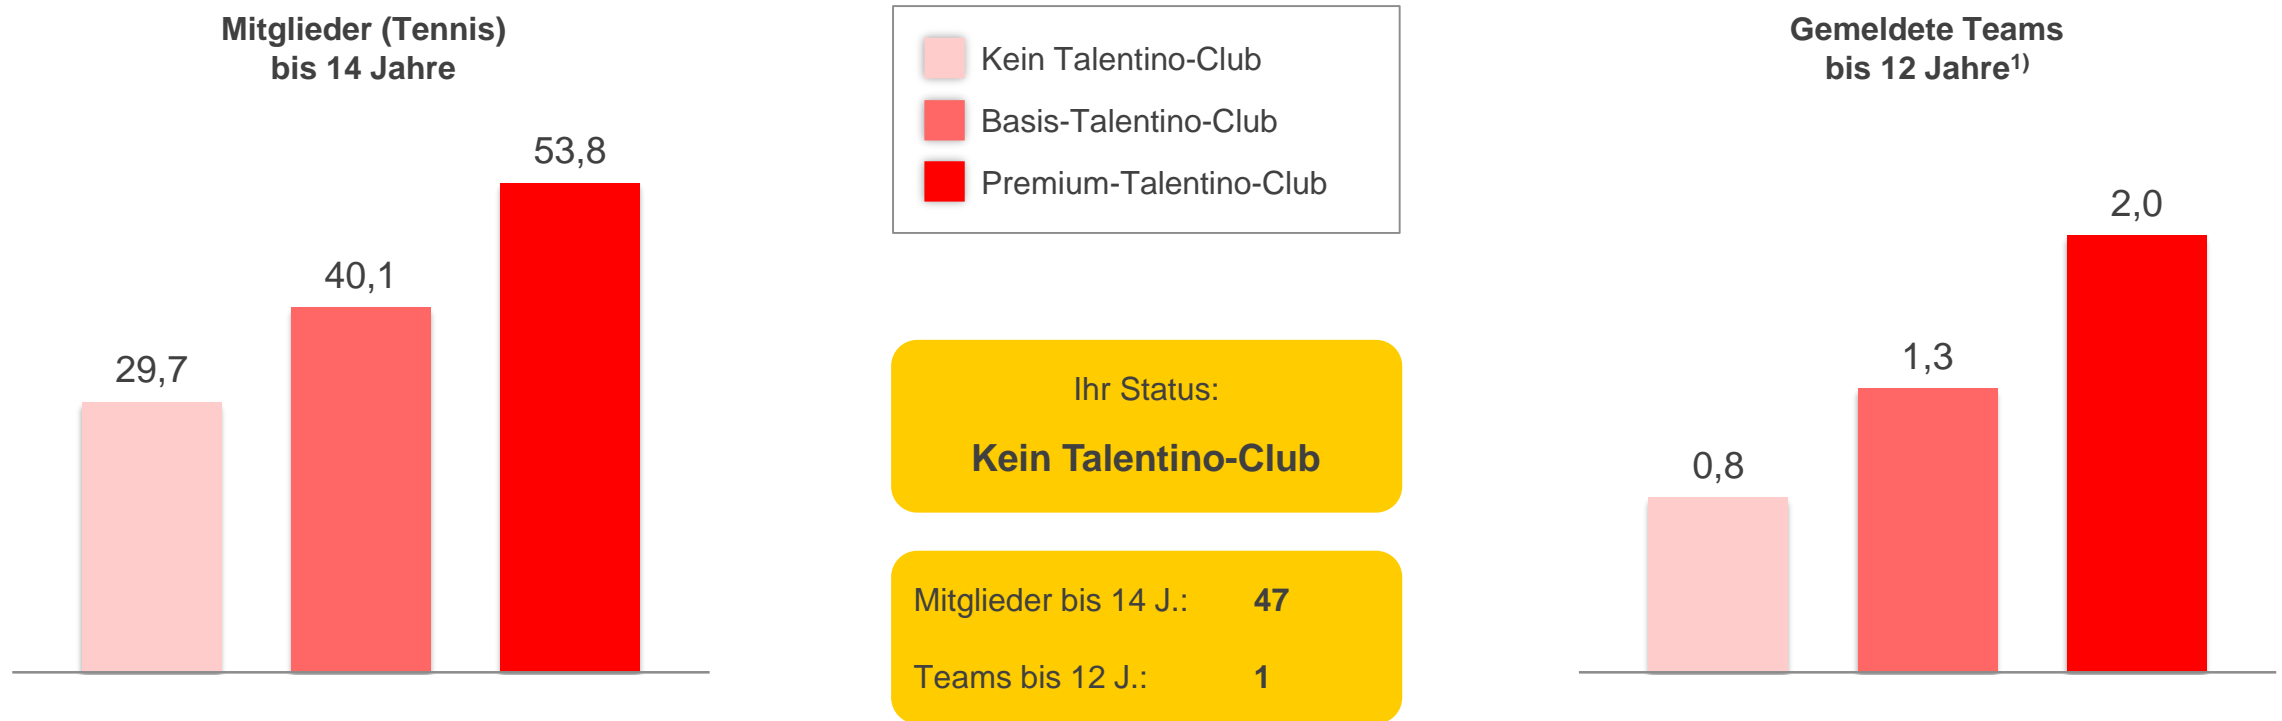 Mitglieder (Tennis)
bis 14 Jahre
53,8
40,1
29,7
Kein Talentino-Club
Basis-Talentino-Club
Premium-Talentino-Club
Ihr Status:
Kein Talentino-Club
Mitglieder bis 14 J.: 47
Teams bis 12 J.: 1
Gemeldete Teams
bis 12 Jahre¹⁾
2,0
1,3
0,8